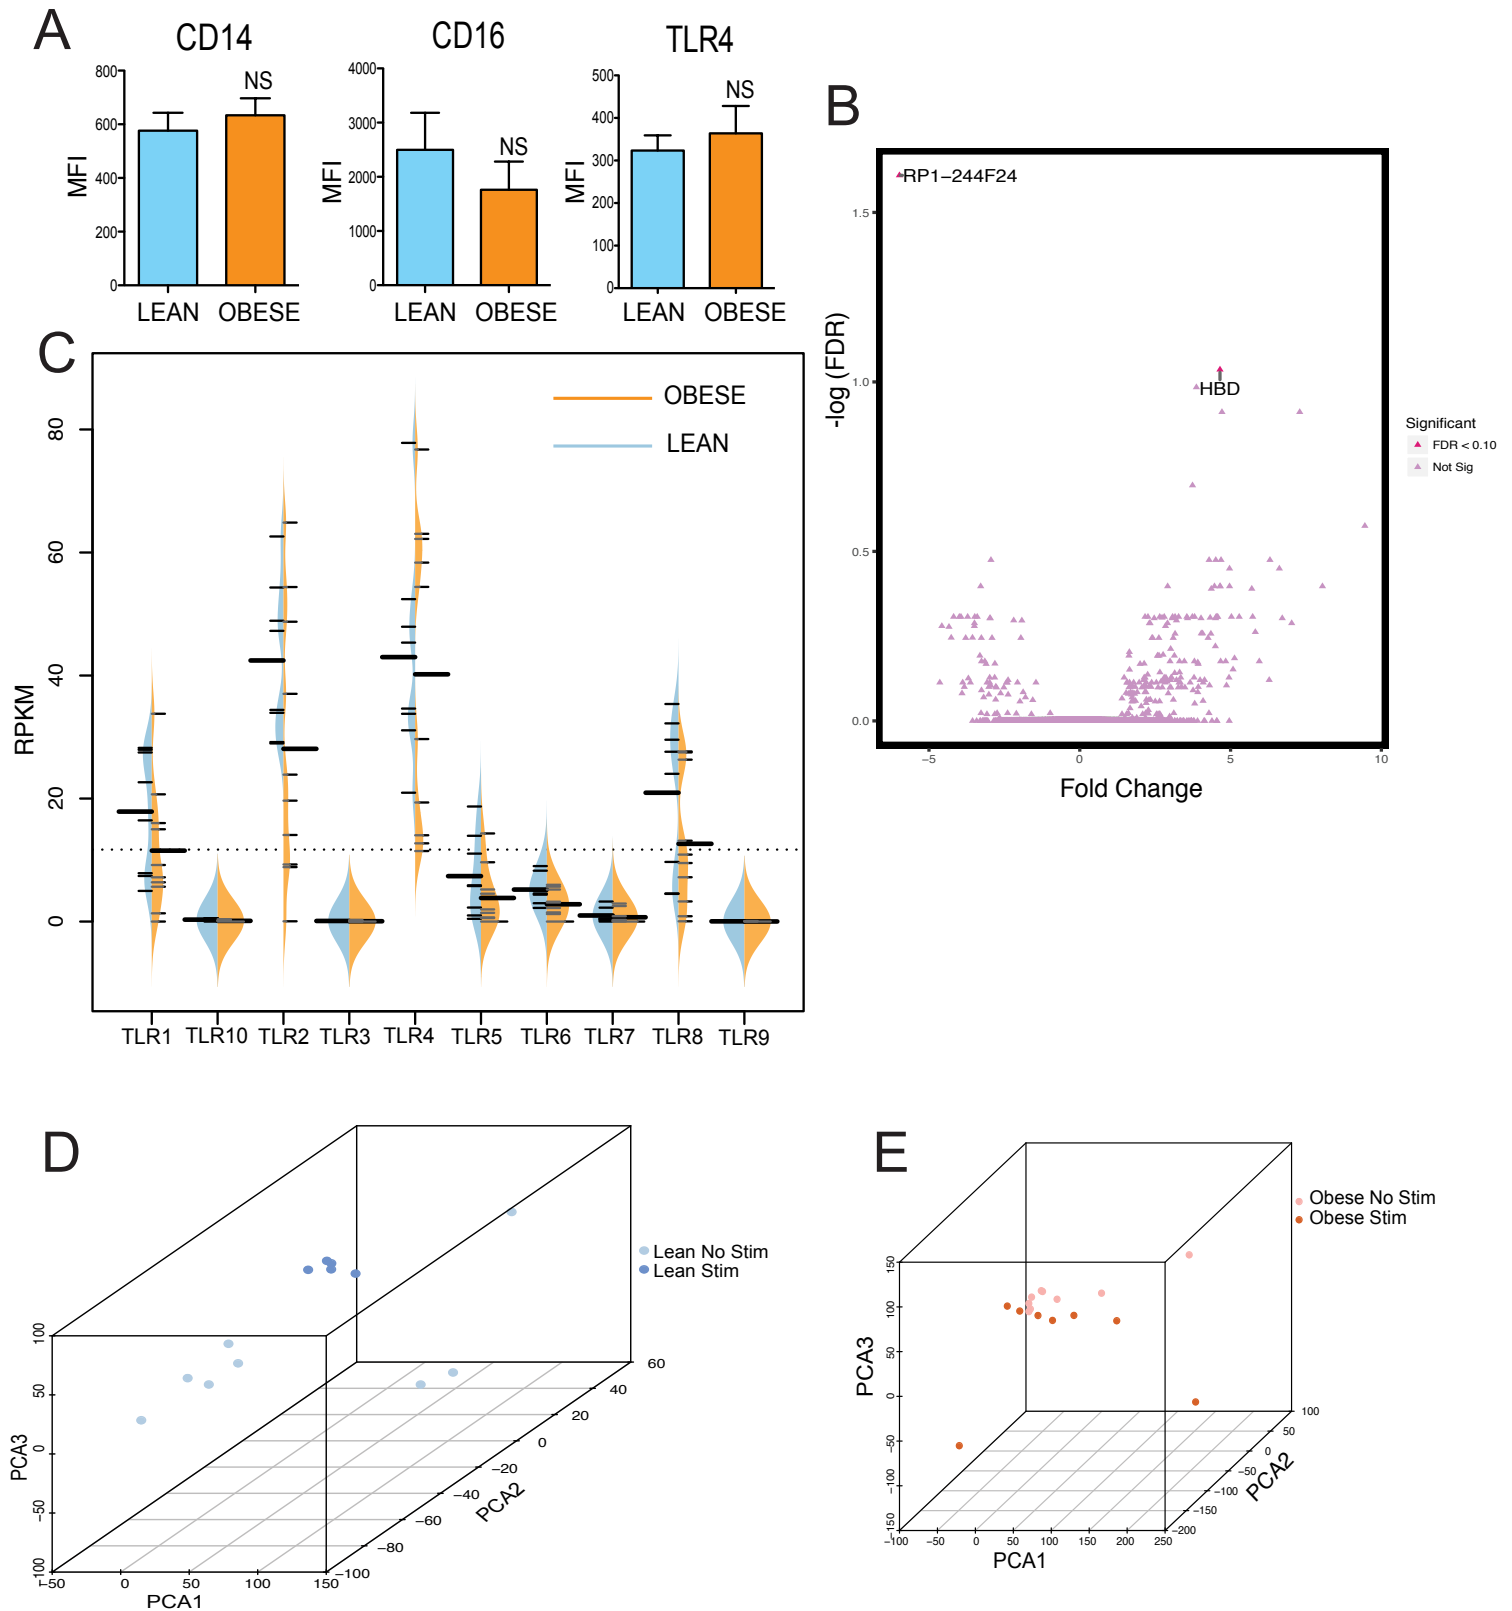 A
CD14
CD16
TLR4
B
800
600
400
200
0
MFI
NS
LEAN OBESE
4000
3000
2000
1000
0
MFI
NS
LEAN OBESE
500
400
300
200
100
0
MFI
NS
LEAN OBESE
RP1-244F24
HBD
1.5
1.0
0.5
0.0
-log (FDR)
-5 0 5 10
Fold Change
Significant
FDR < 0.10
Not Sig
C
OBESE
LEAN
80
60
40
20
0
RPKM
TLR1 TLR10 TLR2 TLR3 TLR4 TLR5 TLR6 TLR7 TLR8 TLR9
D
Lean No Stim
Lean Stim
100
50
0
-50
-100
PCA3
-50 0 50 100 150
PCA1
60
40
20
0
-20
-40
-60
-80
-100
PCA2
E
Obese No Stim
Obese Stim
150
100
50
0
-50
-100
-150
PCA3
-100 -50 0 50 100 150 200 250
PCA1
100
50
0
-50
-100
-150
-200
PCA2